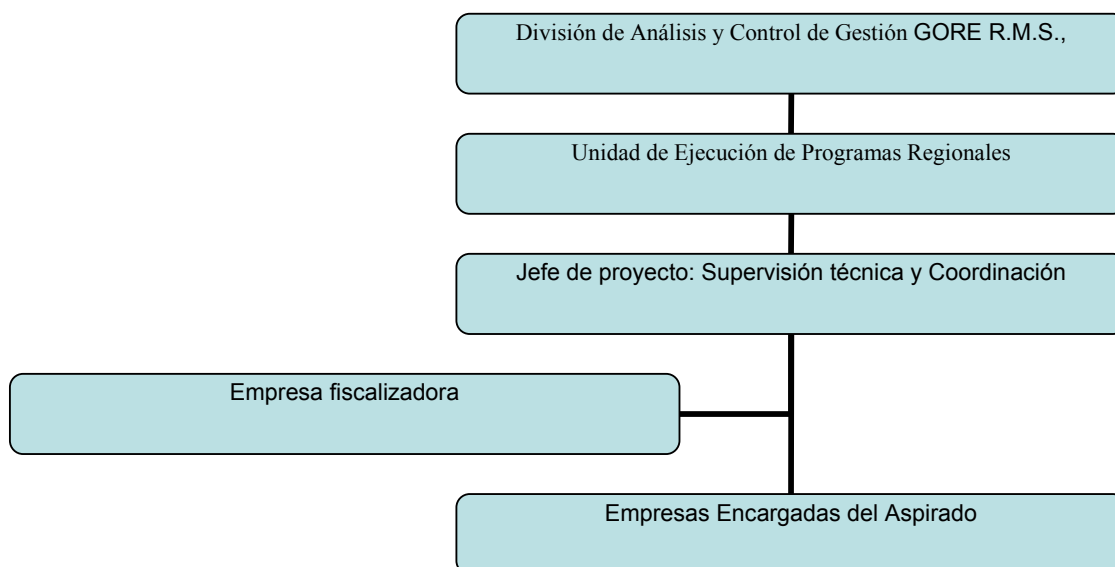 División de Análisis y Control de Gestión GORE R.M.S.,
Unidad de Ejecución de Programas Regionales
Jefe de proyecto: Supervisión técnica y Coordinación
Empresa fiscalizadora
Empresas Encargadas del Aspirado